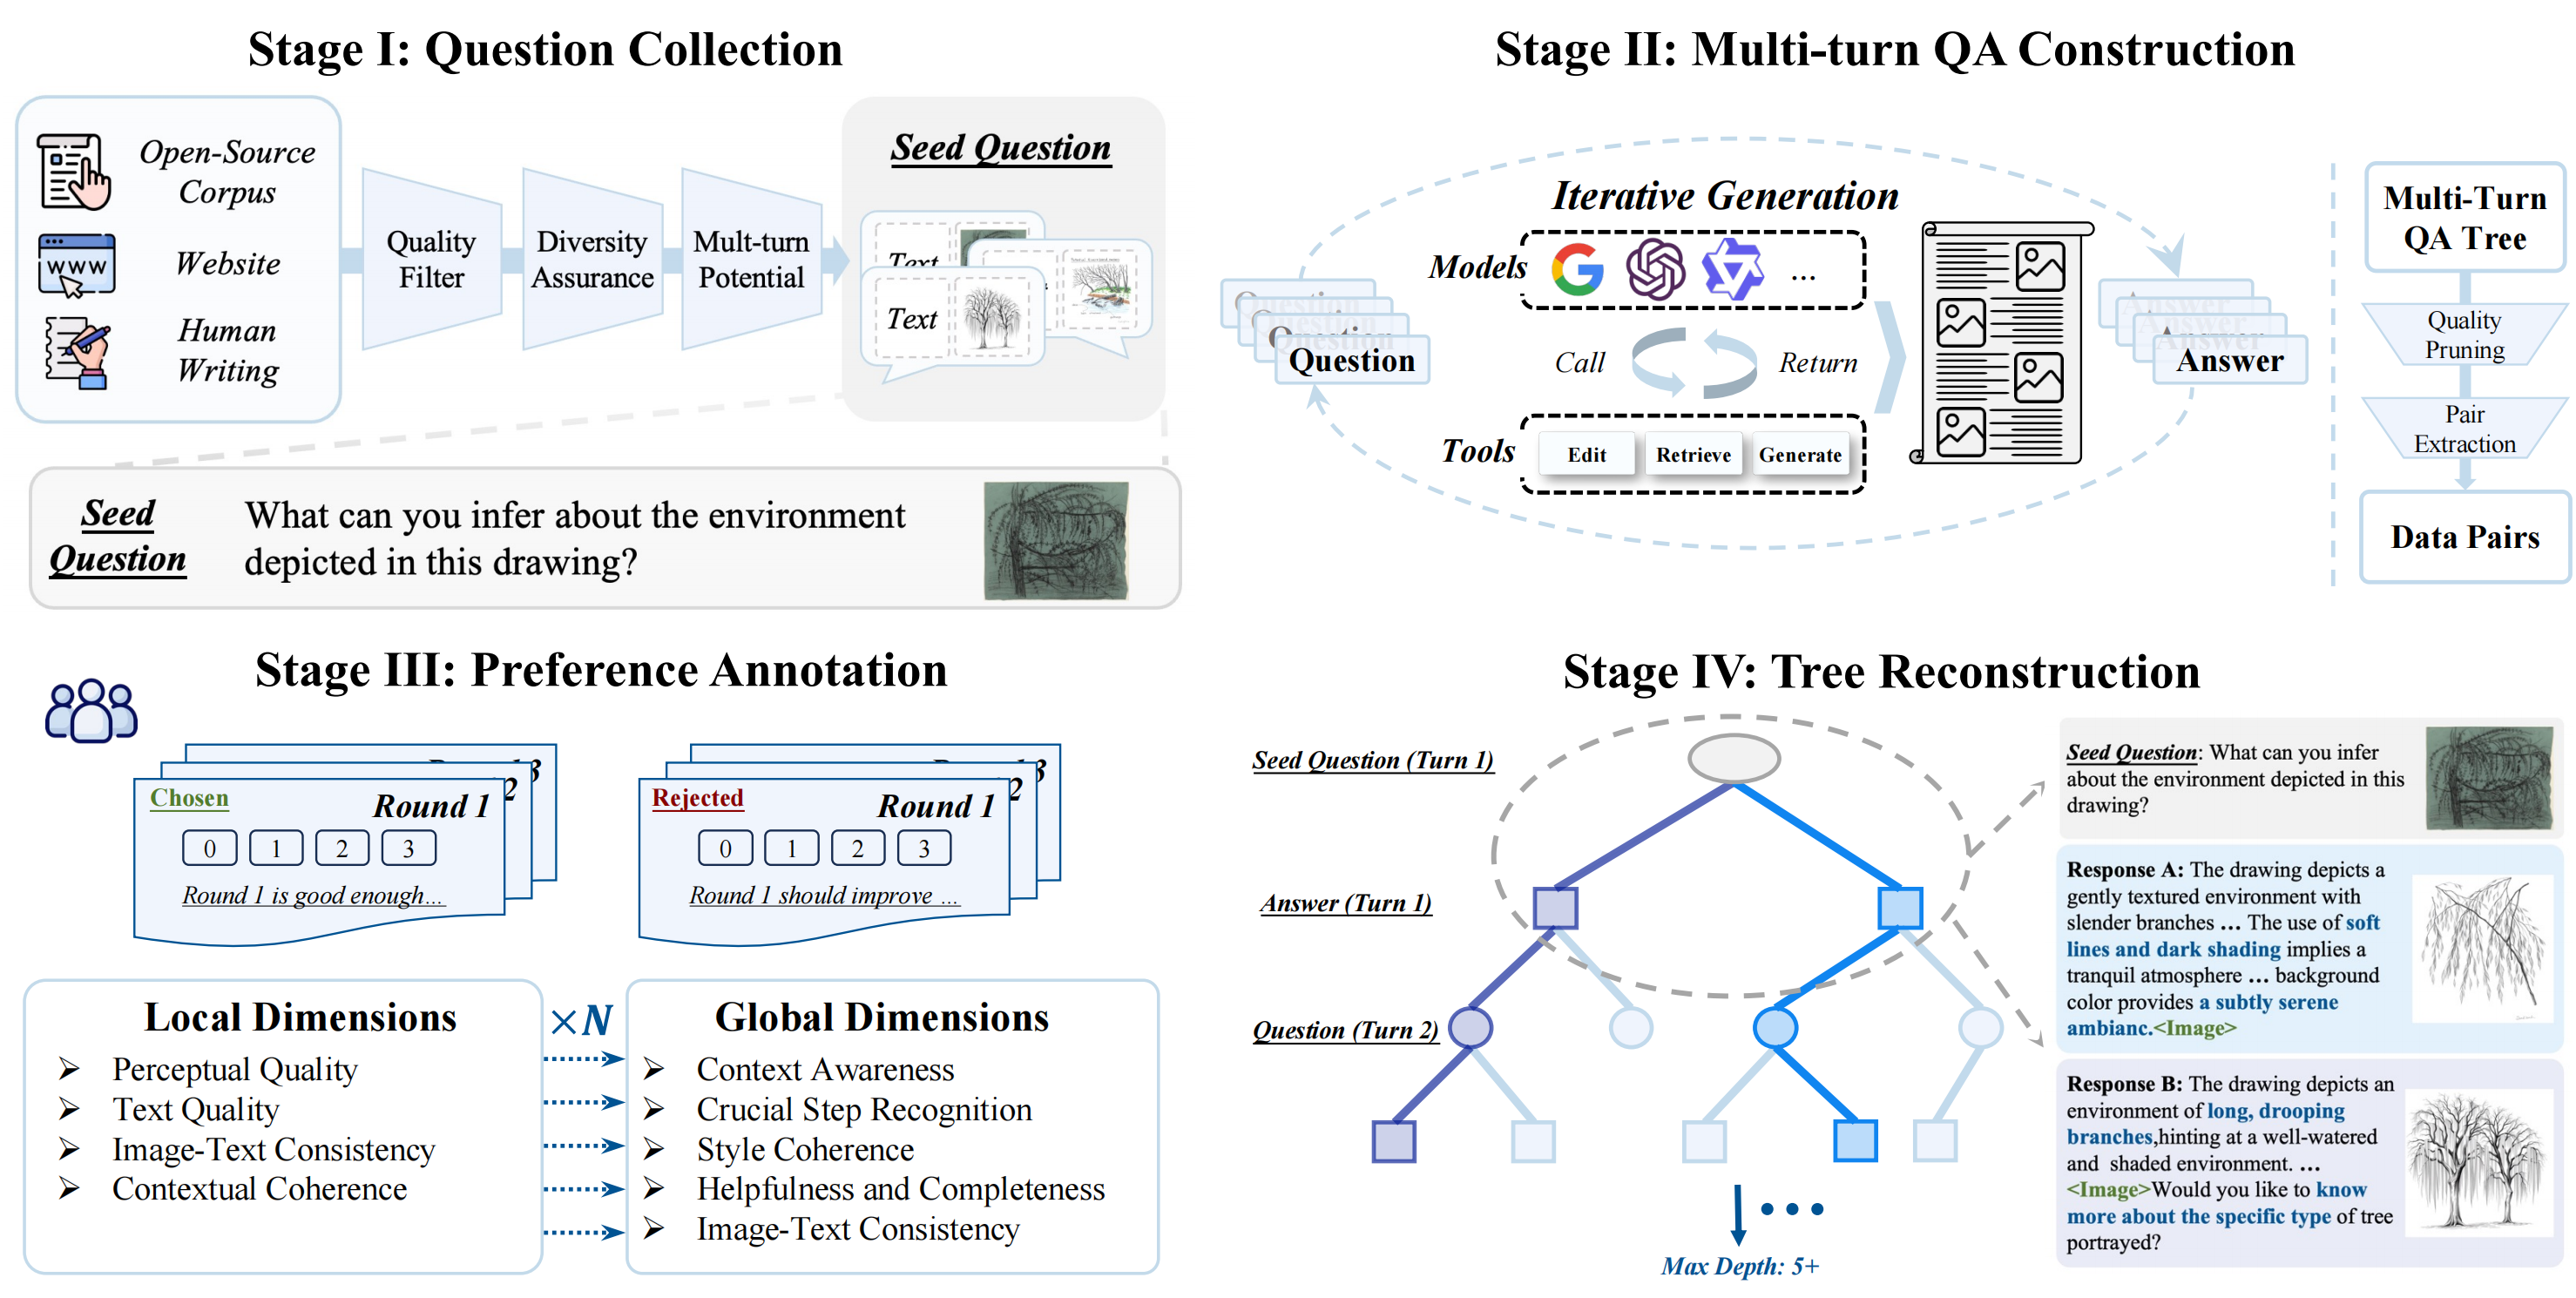 Stage I: Question Collection
Open-Source
Corpus
Website
Human
Writing
WWW
Quality
Filter
Diversity
Assurance
Mult-turn
Potential
Seed Question
Text
Text
Seed
Question
What can you infer about the environment
depicted in this drawing?
Stage II: Multi-turn QA Construction
Iterative Generation
Models
...
Call
Return
Tools
Edit
Retrieve
Generate
Question
Question
Question
Question
Answer
Answer
Answer
Answer
Multi-Turn
QA Tree
Quality
Pruning
Pair
Extraction
Data Pairs
Stage III: Preference Annotation
3
2
Chosen
Round 1
0 1 2 3
Round 1 is good enough...
3
2
Rejected
Round 1
0 1 2 3
Round 1 should improve ...
Local Dimensions
➢ Perceptual Quality
➢ Text Quality
➢ Image-Text Consistency
➢ Contextual Coherence
×N
Global Dimensions
➢ Context Awareness
➢ Crucial Step Recognition
➢ Style Coherence
➢ Helpfulness and Completeness
➢ Image-Text Consistency
Stage IV: Tree Reconstruction
Seed Question (Turn 1)
Answer (Turn 1)
Question (Turn 2)
Max Depth: 5+
Seed Question: What can you infer
about the environment depicted in this
drawing?
Response A: The drawing depicts a
gently textured environment with
slender branches ... The use of soft
lines and dark shading implies a
tranquil atmosphere ... background
color provides a subtly serene
ambianc.<Image>
Response B: The drawing depicts an
environment of long, drooping
branches,hinting at a well-watered
and shaded environment. ...
<Image>Would you like to know
more about the specific type of tree
portrayed?